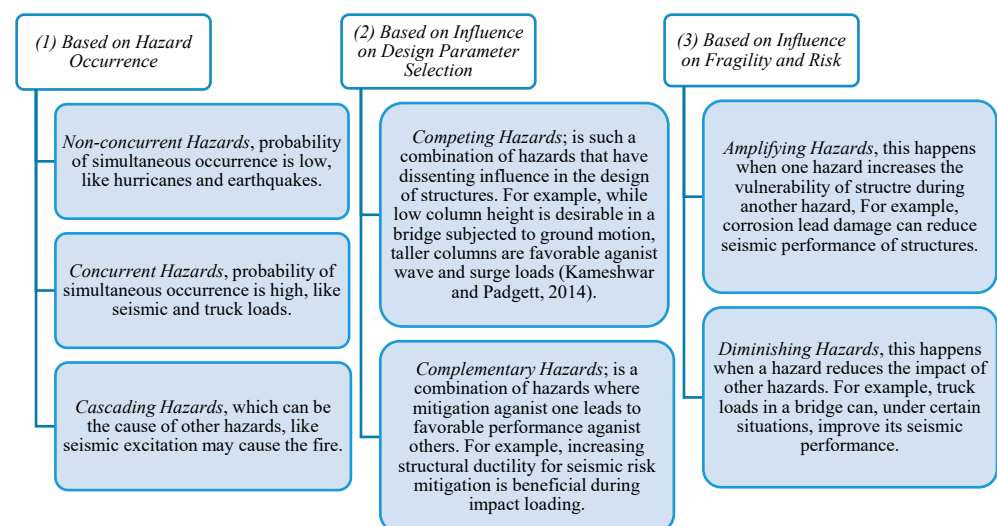 (1) Based on Hazard
Occurrence
Non-concurrent Hazards, probability
of simultaneous occurrence is low,
like hurricanes and earthquakes.
Concurrent Hazards, probability of
simultaneous occurrence is high, like
seismic and truck loads.
Cascading Hazards, which can be
the cause of other hazards, like
seismic excitation may cause the fire.
(2) Based on Influence
on Design Parameter
Selection
Competing Hazards; is such a
combination of hazards that have
dissenting influence in the design
of structures. For example, while
low column height is desirable in a
bridge subjected to ground motion,
taller columns are favorable aganist
wave and surge loads (Kameshwar
and Padgett, 2014).
Complementary Hazards; is a
combination of hazards where
mitigation aganist one leads to
favorable performance aganist
others. For example, increasing
structural ductility for seismic risk
mitigation is beneficial during
impact loading.
(3) Based on Influence
on Fragility and Risk
Amplifying Hazards, this happens
when one hazard increases the
vulnerability of structre during
another hazard, For example,
corrosion lead damage can reduce
seismic performance of structures.
Diminishing Hazards, this happens
when a hazard reduces the impact of
other hazards. For example, truck
loads in a bridge can, under certain
situations, improve its seismic
performance.